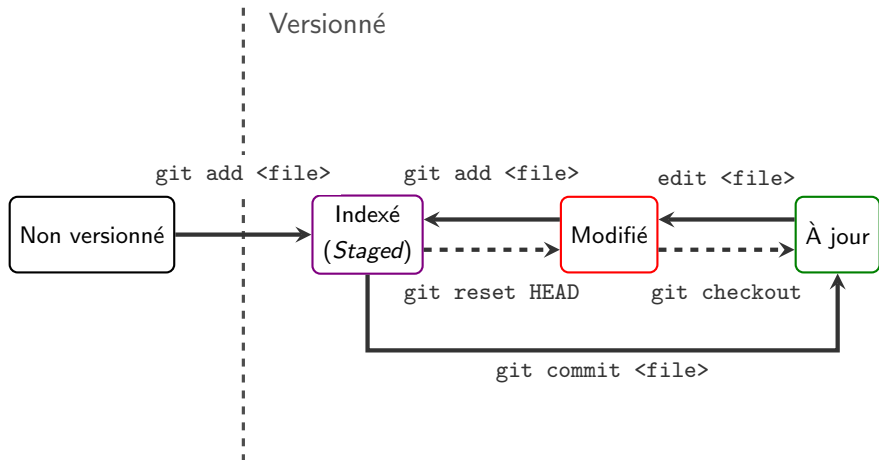 Versionné
git add <file>
git add <file>
edit <file>
Non versionné
Indexé
(Staged)
Modifié
À jour
git reset HEAD
git checkout
git commit <file>